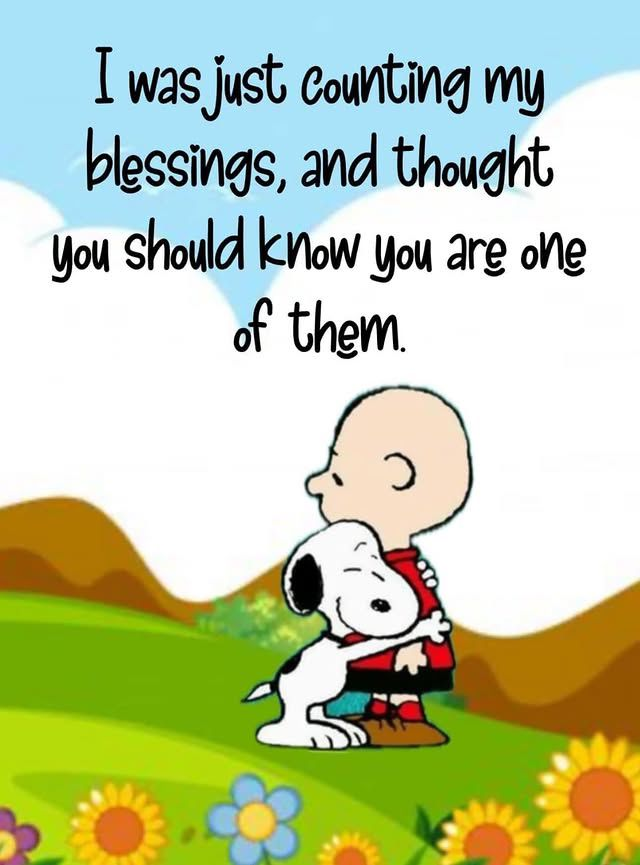 I was just counting my
blessings, and thought
you should know you are one
of them.